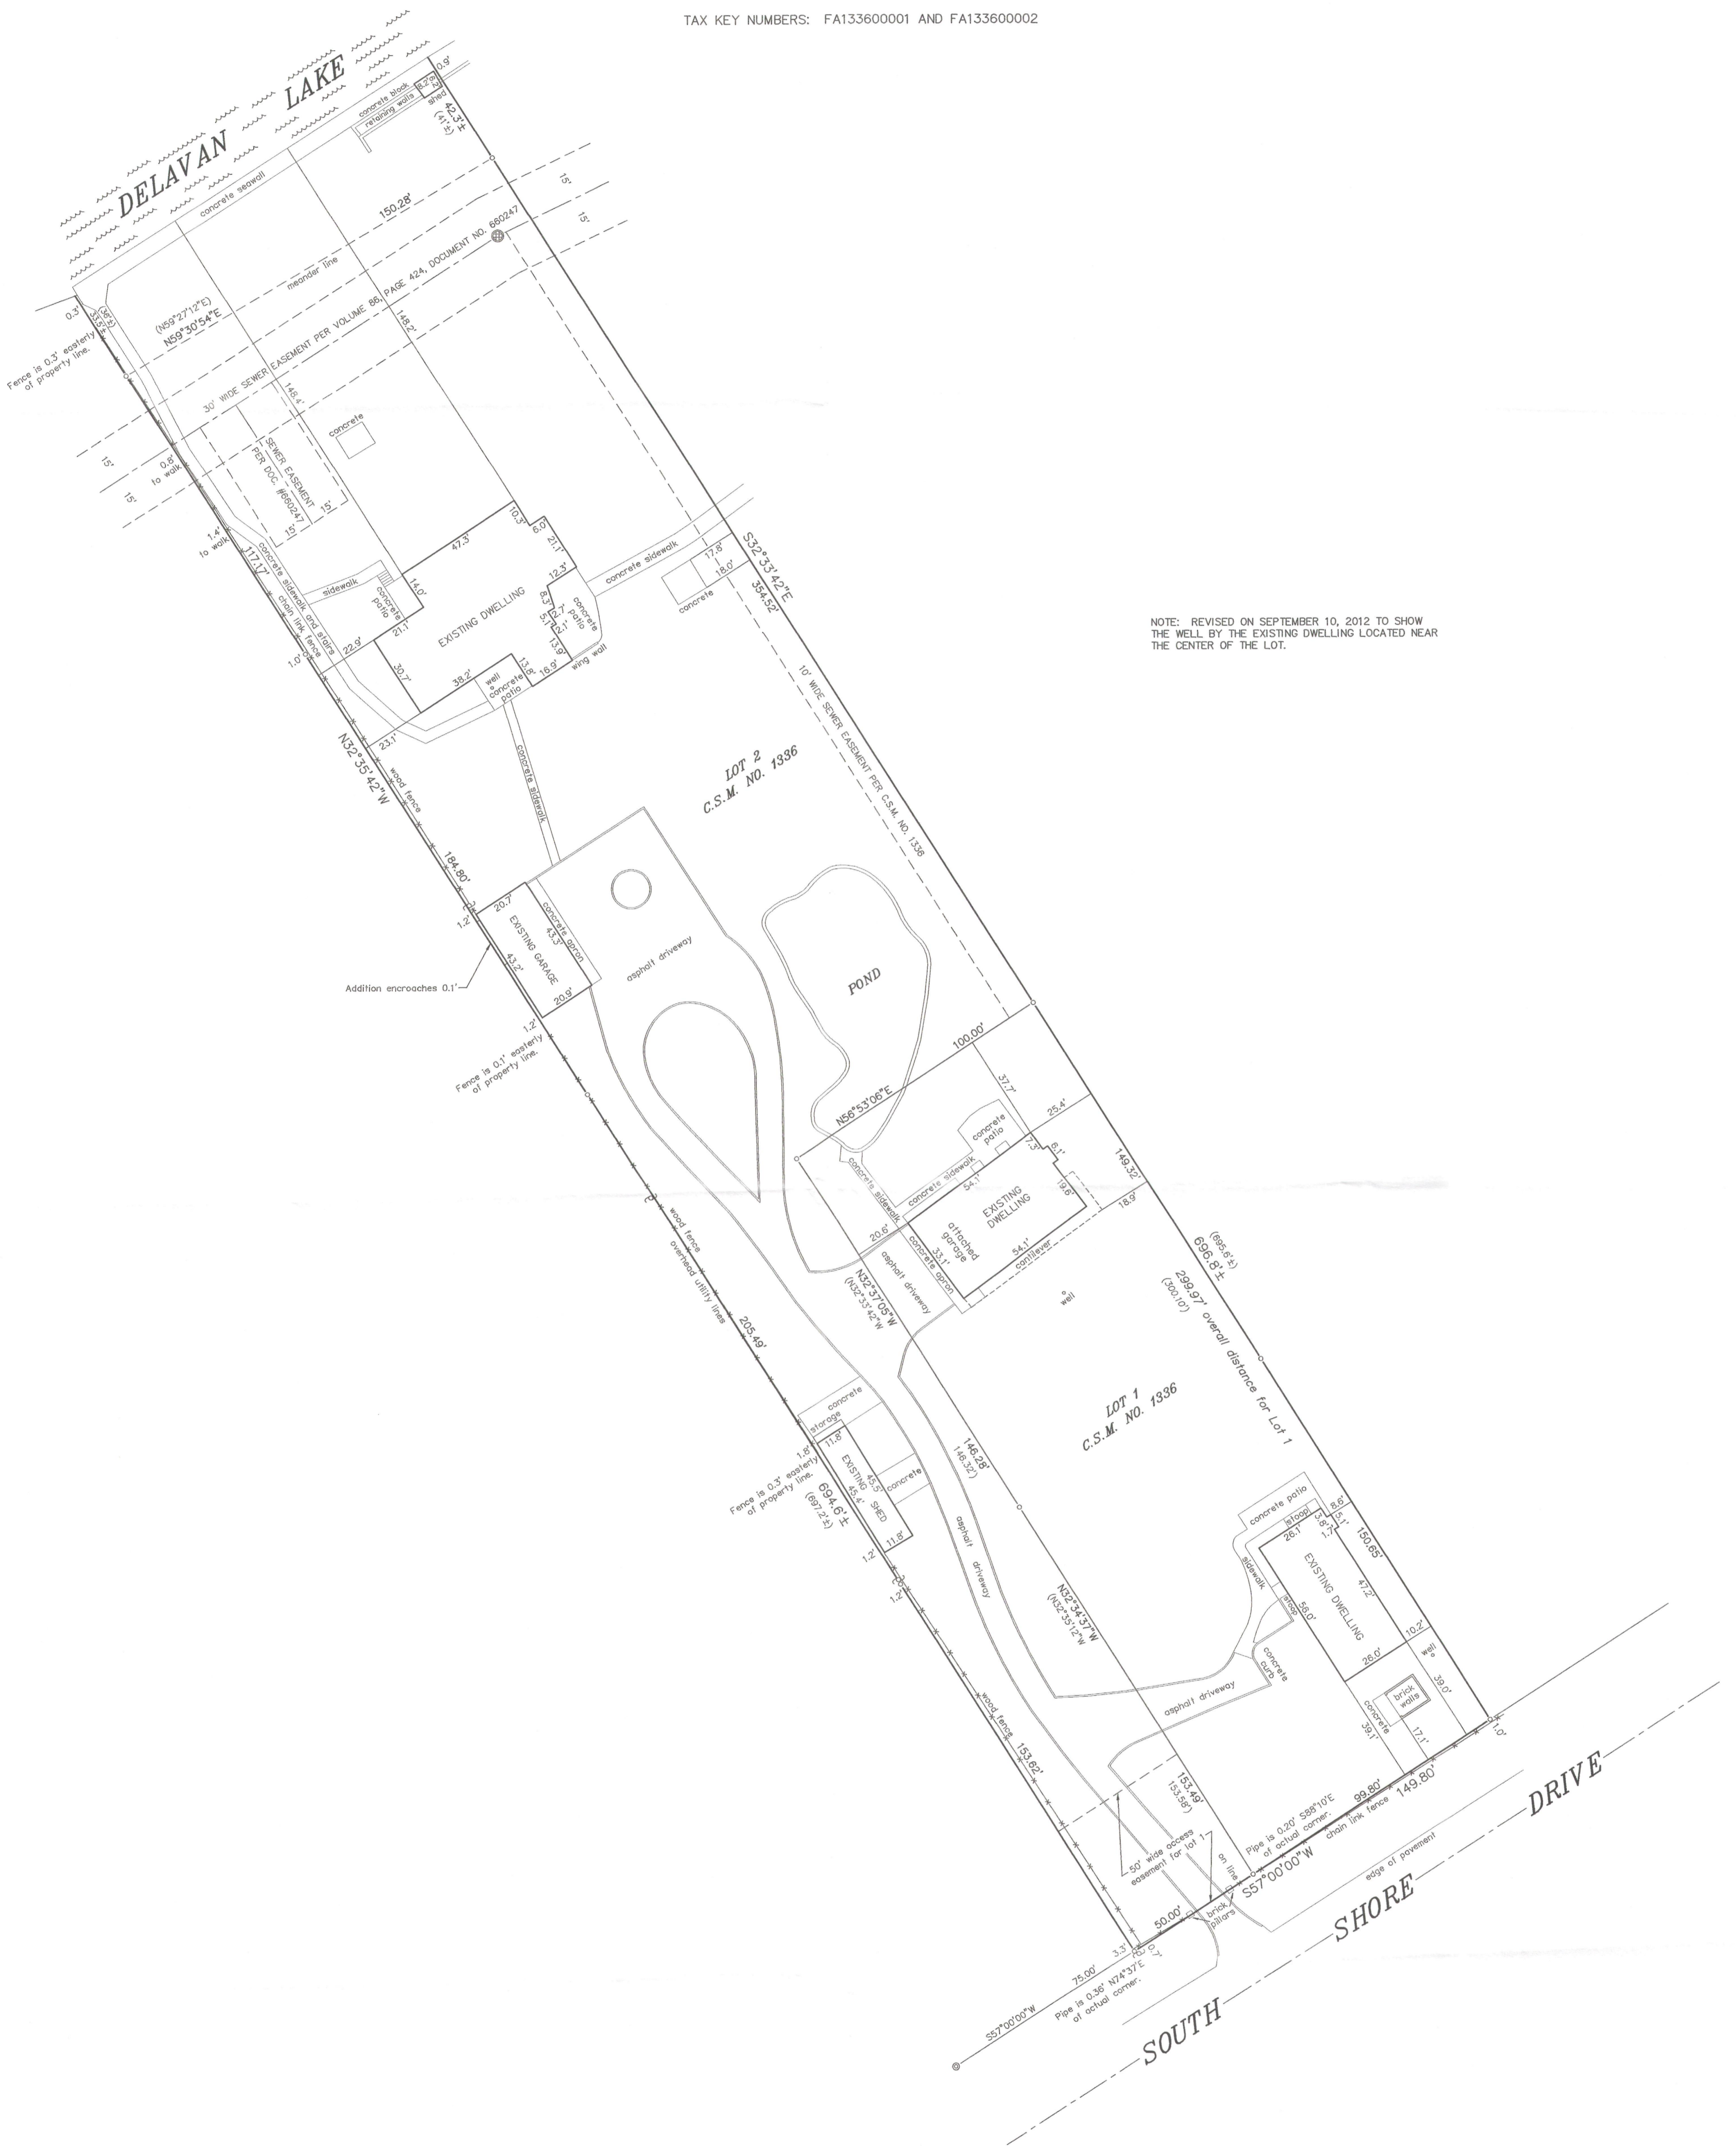 TAX KEY NUMBERS: FA133600001 AND FA133600002
DELAVAN LAKE
0.9'
8.2'
shed
42.3'±
(41'±)
concrete block
retaining walls
concrete seawall
150.28'
15'
15'
meander line
(N59°27'12"E)
N59°30'54"E
0.3'
(36'±)
33.5'±
Fence is 0.3' easterly
of property line.
30' WIDE SEWER EASEMENT PER VOLUME 86, PAGE 424, DOCUMENT NO. 660247
148.2'
148.4'
concrete
15'
15'
0.8'
to walk
SEWER EASEMENT
PER DOC. #660247
15'
15'
1.4'
to walk
117.17'
chain link fence
concrete sidewalk and stairs
sidewalk
concrete
patio
14.0'
47.3'
10.3'
6.0'
21.1'
12.3'
8.3'
2.7'
5.1'
2.1'
13.9'
concrete
patio
wing wall
concrete sidewalk
17.8'
18.0'
concrete
S32°33'42"E
354.52'
EXISTING DWELLING
21.1'
22.9'
1.0'
30.7'
38.2'
13.8'
16.9'
well
concrete
patio
23.1'
N32°35'42"W
wood fence
concrete sidewalk
NOTE: REVISED ON SEPTEMBER 10, 2012 TO SHOW
THE WELL BY THE EXISTING DWELLING LOCATED NEAR
THE CENTER OF THE LOT.
10' WIDE SEWER EASEMENT PER C.S.M. NO. 1336
LOT 2
C.S.M. NO. 1336
184.80'
1.2'
20.7'
concrete apron
43.3'
EXISTING GARAGE
43.2'
20.9'
asphalt driveway
POND
Addition encroaches 0.1'
1.2'
Fence is 0.1' easterly
of property line.
100.00'
N56°53'06"E
37.7'
25.4'
concrete
patio
7.3'
6.1'
149.32'
concrete sidewalk
concrete sidewalk
54.1'
19.6'
EXISTING
DWELLING
18.9'
20.6'
attached
garage
33.1'
54.1'
cantilever
concrete apron
asphalt driveway
wood fence
overhead utility lines
N32°37'05"W
(N32°33'42"W
well
(695.6'±)
696.8'±
299.97' overall distance for Lot 1
(300.10')
205.49'
LOT 1
C.S.M. NO. 1336
concrete
storage
11.8'
1.8'
Fence is 0.3' easterly
of property line.
EXISTING SHED
45.5'
45.4'
concrete
694.6'±
(697.2'±)
11.8'
1.2'
1.2'
146.28'
146.32')
asphalt driveway
concrete patio
stoop
26.1'
3.8'
1.7'
5.1'
8.6'
150.65'
sidewalk
stoop
56.0'
EXISTING DWELLING
47.2'
N32°34'37"W
(N32°35'12"W
10.2'
26.0'
well
concrete
curb
brick
walls
39.0'
concrete
39.1'
17.1'
1.0'
asphalt driveway
wood fence
153.62'
153.49'
153.58')
99.80'
149.80'
chain link fence
Pipe is 0.20' S88°10'E
of actual corner.
50' wide access
easement for lot 1
on line
S57°00'00"W
edge of pavement
50.00'
brick
pillars
3.3'
0.7'
75.00'
Pipe is 0.36' N74°37'E
of actual corner.
S57°00'00"W
SOUTH SHORE DRIVE